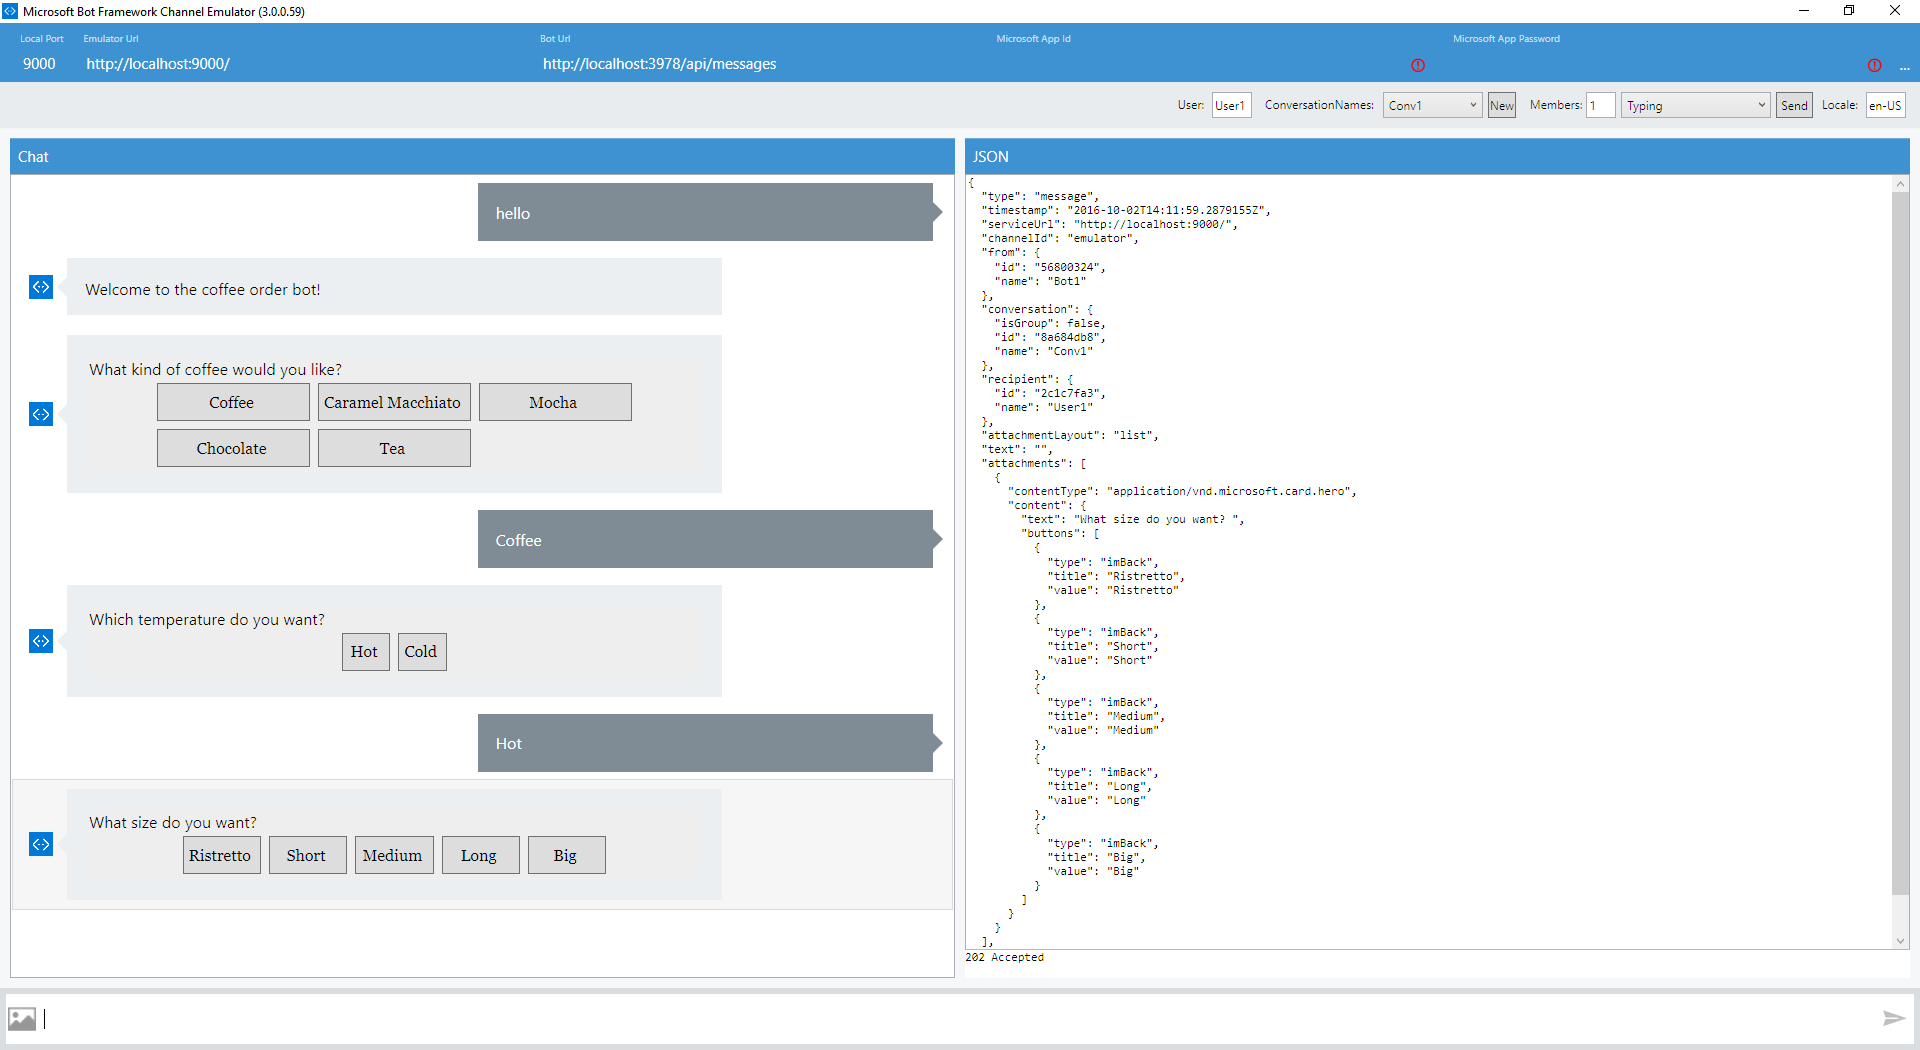 Microsoft Bot Framework Channel Emulator (3.0.0.59)
Local Port Emulator Url Bot Url Microsoft App Id Microsoft App Password
9000 http://localhost:9000/ http://localhost:3978/api/messages ...
User: User1 ConversationNames: Conv1 New Members: 1 Typing Send Locale: en-US
Chat
hello
Welcome to the coffee order bot!
What kind of coffee would you like?
Coffee Caramel Macchiato Mocha
Chocolate Tea
Coffee
Which temperature do you want?
Hot Cold
Hot
What size do you want?
Ristretto Short Medium Long Big
JSON
{
"type": "message",
"timestamp": "2016-10-02T14:11:59.2879155Z",
"serviceUrl": "http://localhost:9000/",
"channelId": "emulator",
"from": {
"id": "56800324",
"name": "Bot1"
},
"conversation": {
"isGroup": false,
"id": "8a684db8",
"name": "Conv1"
},
"recipient": {
"id": "2c1c7fa3",
"name": "User1"
},
"attachmentLayout": "list",
"text": "",
"attachments": [
{
"contentType": "application/vnd.microsoft.card.hero",
"content": {
"text": "What size do you want? ",
"buttons": [
{
"type": "imBack",
"title": "Ristretto",
"value": "Ristretto"
},
{
"type": "imBack",
"title": "Short",
"value": "Short"
},
{
"type": "imBack",
"title": "Medium",
"value": "Medium"
},
{
"type": "imBack",
"title": "Long",
"value": "Long"
},
{
"type": "imBack",
"title": "Big",
"value": "Big"
}
]
}
}
],
202 Accepted